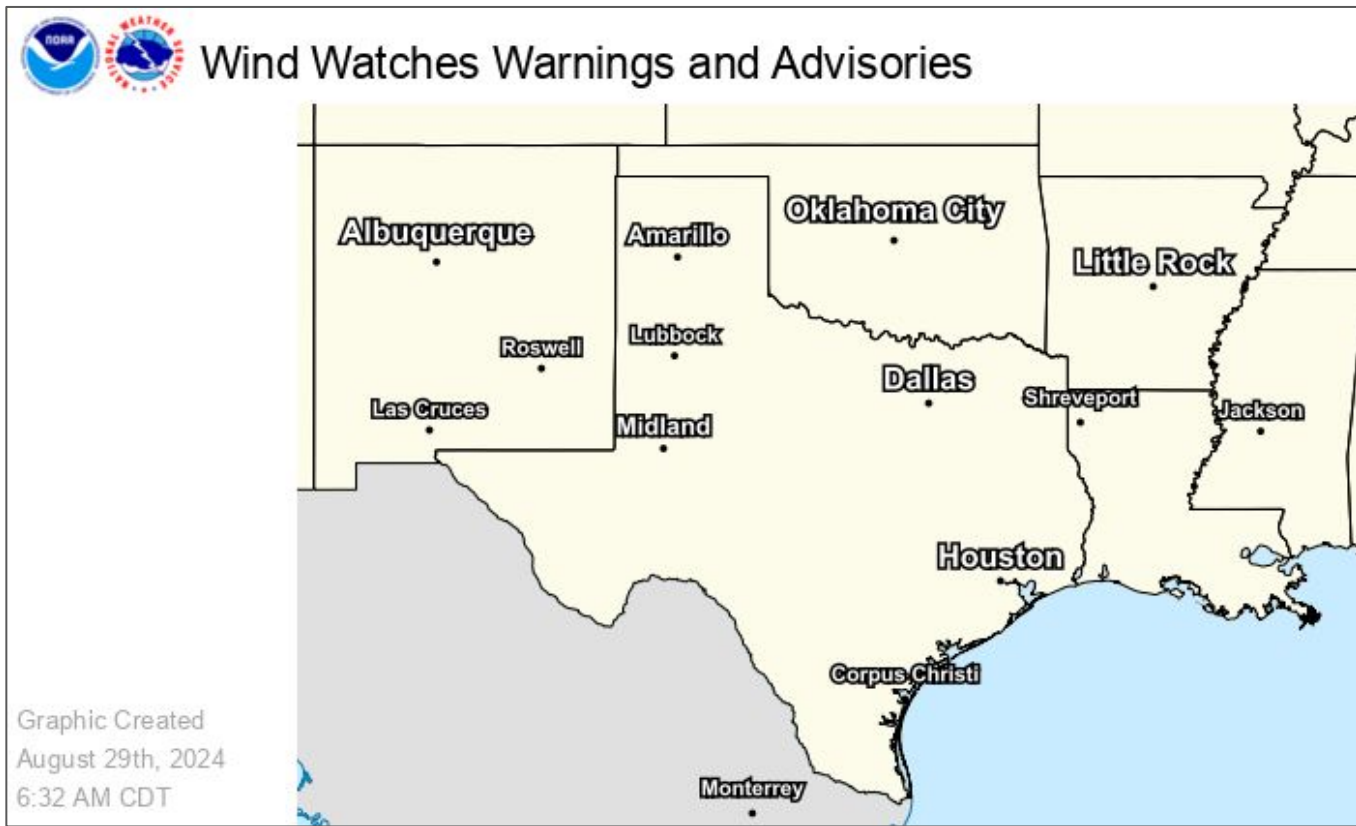 NOAA
NATIONAL WEATHER SERVICE
Wind Watches Warnings and Advisories
Oklahoma City
Albuquerque
Amarillo
Little Rock
Lubbock
Roswell
Dallas
Shreveport
Las Cruces
Jackson
Midland
Houston
Corpus Christi
Monterrey
Graphic Created
August 29th, 2024
6:32 AM CDT